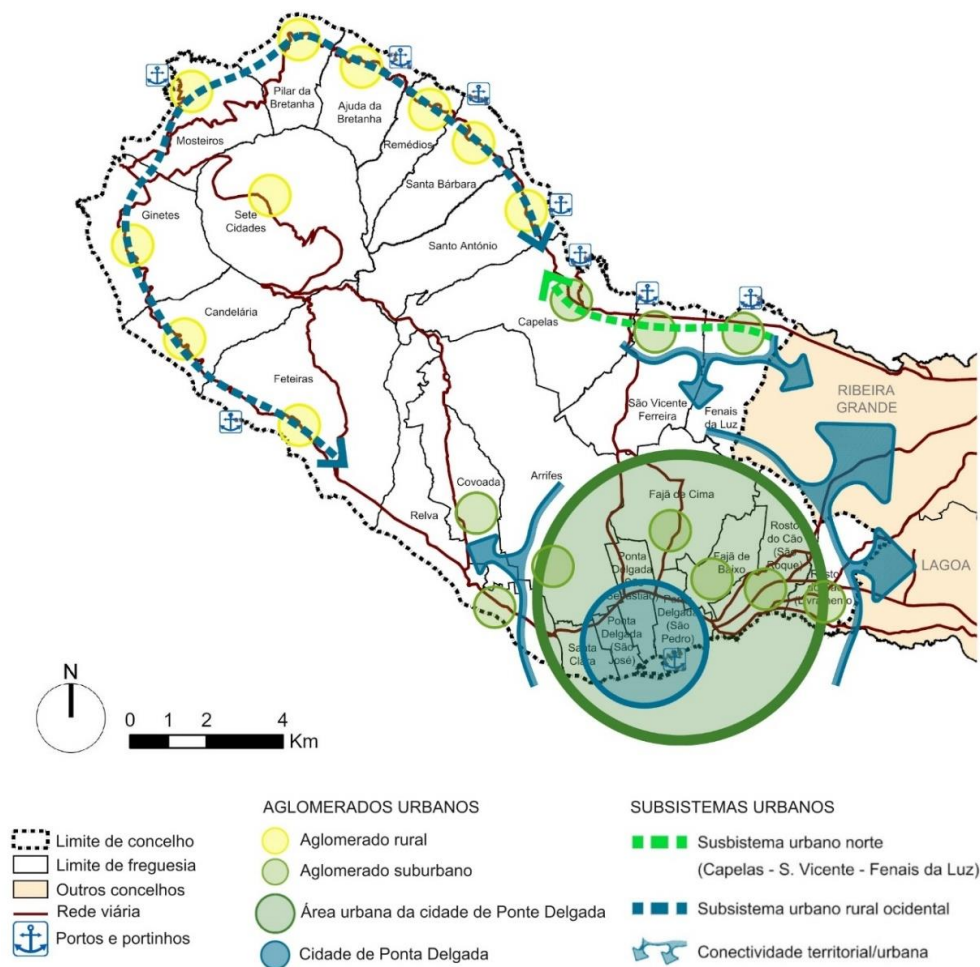 Pilar da
Bretanha
Ajuda da
Bretanha
Mosteiros
Remédios
Santa Bárbara
Ginetes
Sete
Cidades
Santo António
Candelária
Capelas
Feteiras
São Vicente
Ferreira
Fenais
da Luz
RIBEIRA
GRANDE
Covoada
Arrifes
Relva
Fajã de Cima
Rosto
do Cão
(São
Roque)
Fajã de
Baixo
Ponta
Delgada
LAGOA
Delgada
(São
Pedro)
Ponta
Delgada
(São
José)
Santa
Clara
N
0 1 2 4
Km
Limite de concelho
Limite de freguesia
Outros concelhos
Rede viária
Portos e portinhos
AGLOMERADOS URBANOS
Aglomerado rural
Aglomerado suburbano
Área urbana da cidade de Ponte Delgada
Cidade de Ponta Delgada
SUBSISTEMAS URBANOS
Susbistema urbano norte
(Capelas - S. Vicente - Fenais da Luz)
Subsistema urbano rural ocidental
Conectividade territorial/urbana